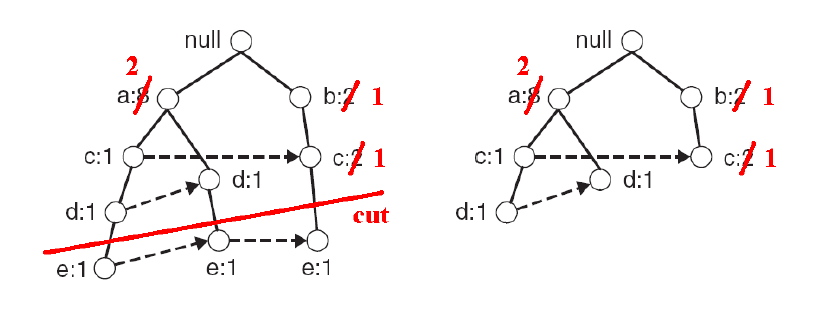 null null
2 2
a:8 b:2 1 a:8 b:2 1
c:1 c:2 1 c:1 c:2 1
d:1 d:1
d:1 cut d:1
e:1 e:1 e:1